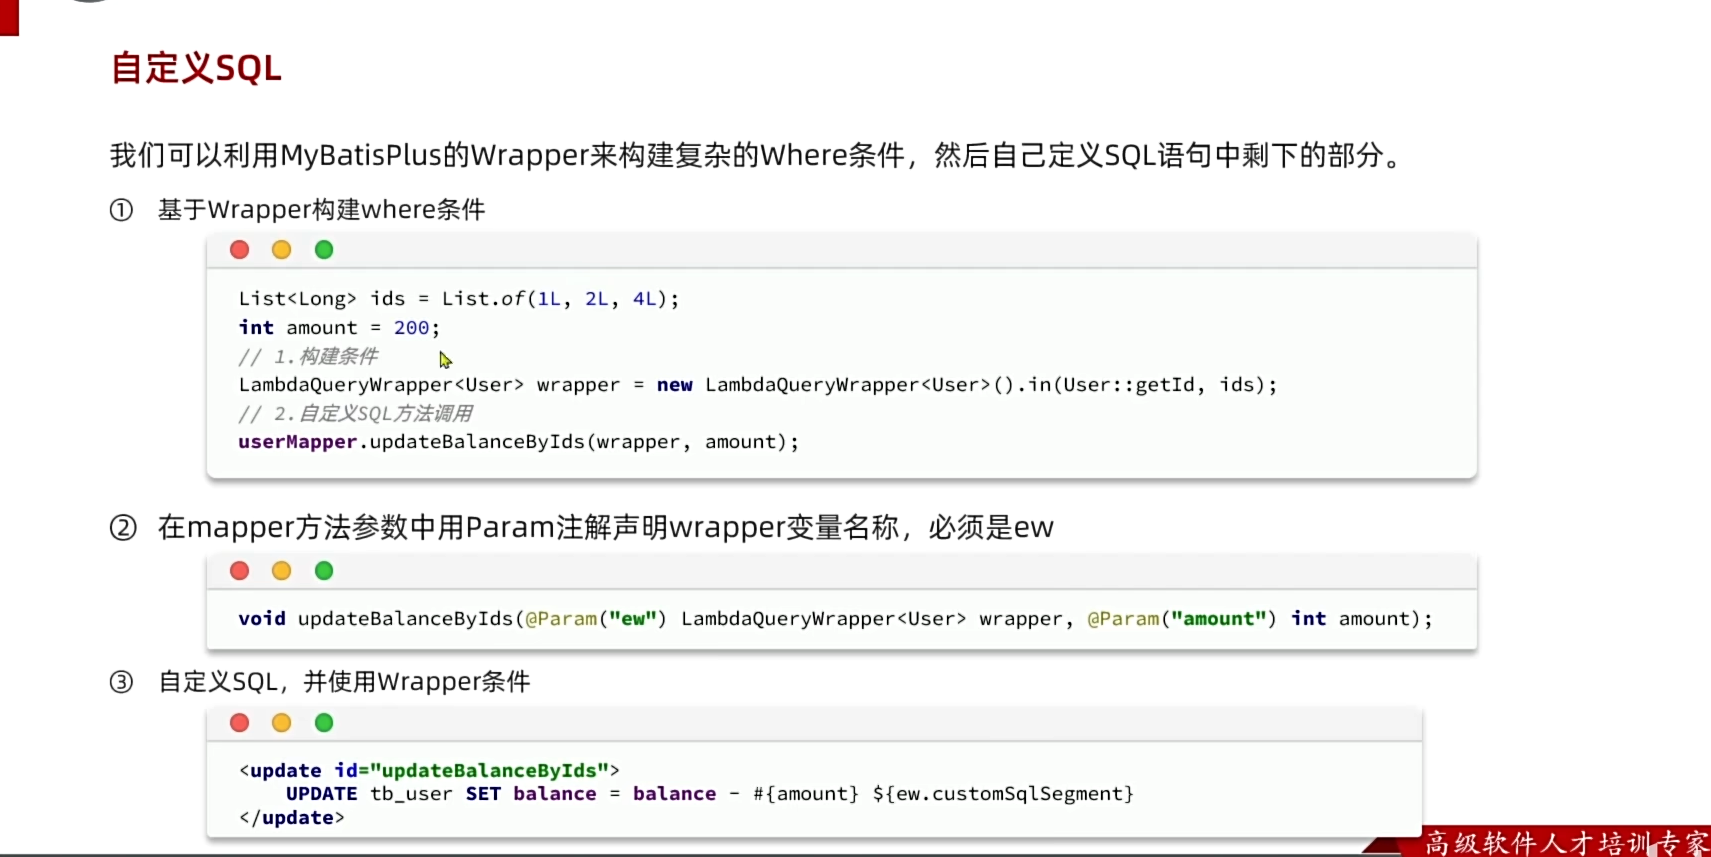 自定义SQL
我们可以利用MyBatisPlus的Wrapper来构建复杂的Where条件，然后自己定义SQL语句中剩下的部分。
① 基于Wrapper构建where条件
List<Long> ids = List.of(1L, 2L, 4L);
int amount = 200;
// 1.构建条件
LambdaQueryWrapper<User> wrapper = new LambdaQueryWrapper<User>().in(User::getId, ids);
// 2.自定义SQL方法调用
userMapper.updateBalanceByIds(wrapper, amount);
② 在mapper方法参数中用Param注解声明wrapper变量名称，必须是ew
void updateBalanceByIds(@Param("ew") LambdaQueryWrapper<User> wrapper, @Param("amount") int amount);
③ 自定义SQL，并使用Wrapper条件
<update id="updateBalanceByIds">
    UPDATE tb_user SET balance = balance - #{amount} ${ew.customSqlSegment}
</update>
高级软件人才培训专家